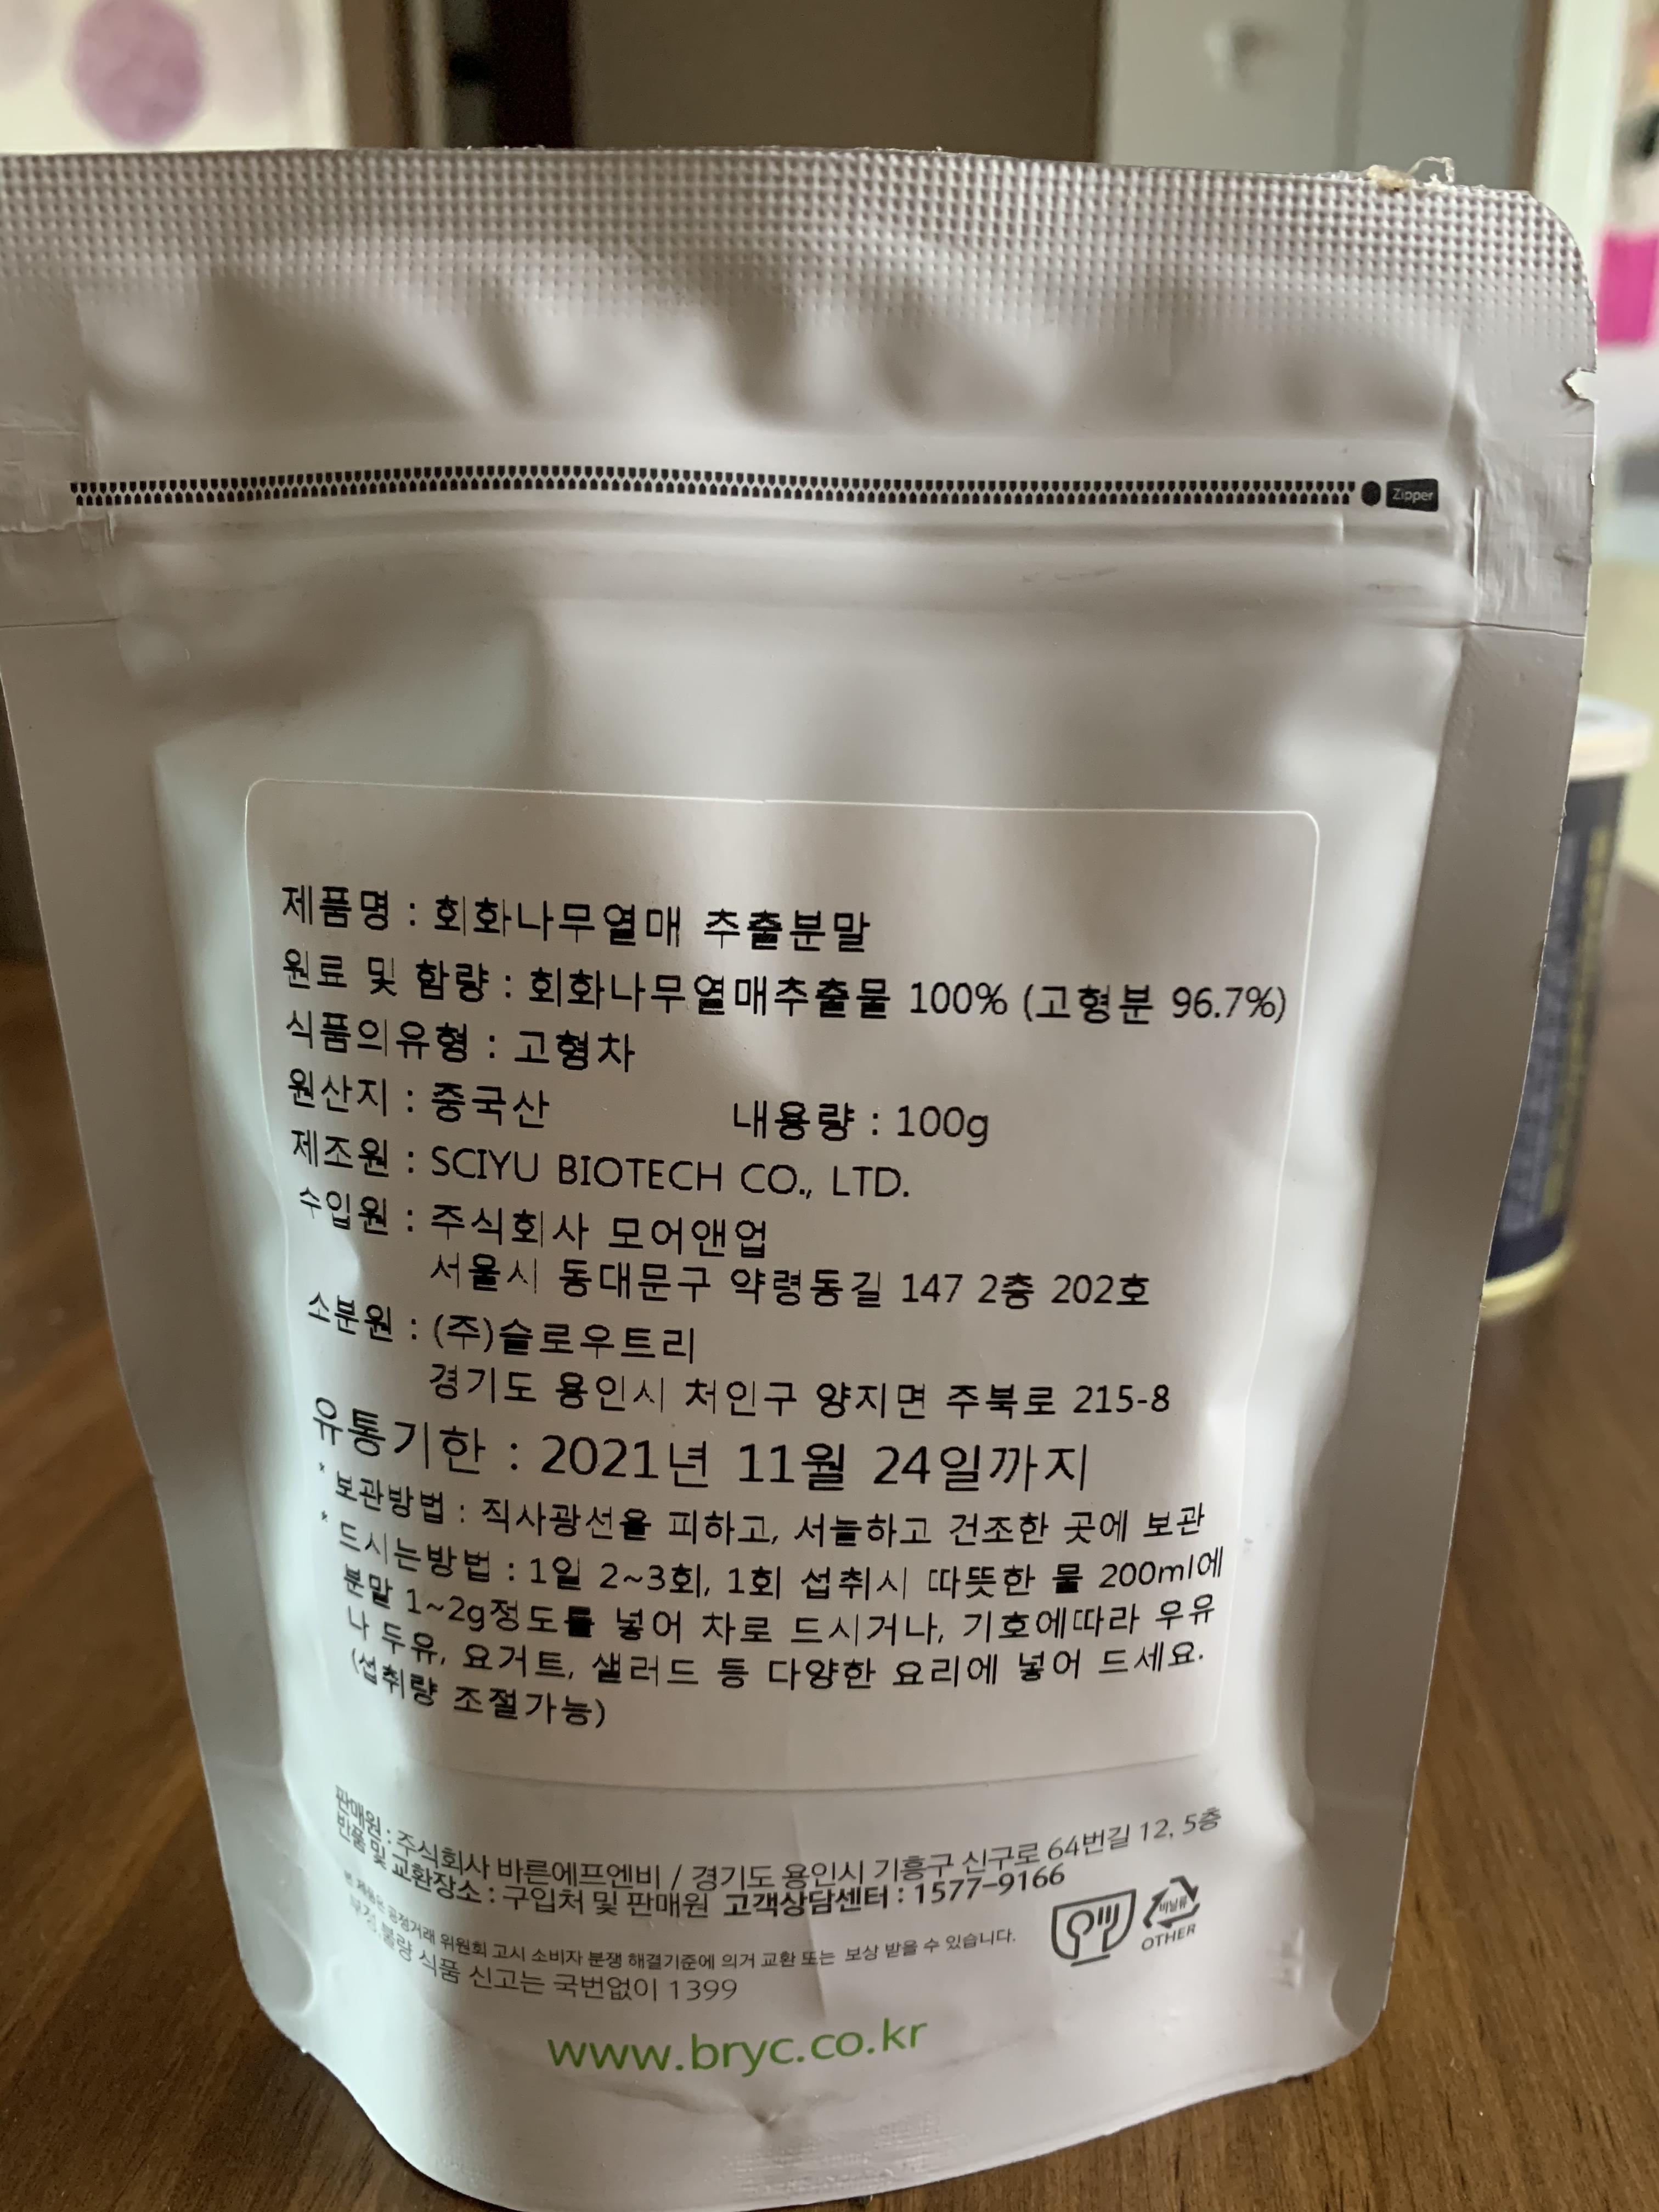 Zipper
제품명 : 회화나무열매 추출분말
원료 및 함량 : 회화나무열매추출물 100% (고형분 96.7%)
식품의유형 : 고형차
원산지 : 중국산 내용량 : 100g
제조원 : SCIYU BIOTECH CO., LTD.
수입원 : 주식회사 모어앤업
서울시 동대문구 약령동길 147 2층 202호
소분원 : (주)슬로우트리
경기도 용인시 처인구 양지면 주북로 215-8
유통기한 : 2021년 11월 24일까지
* 보관방법 : 직사광선을 피하고, 서늘하고 건조한 곳에 보관
* 드시는방법 : 1일 2~3회, 1회 섭취시 따뜻한 물 200ml에
분말 1~2g정도를 넣어 차로 드시거나, 기호에따라 우유
나 두유, 요거트, 샐러드 등 다양한 요리에 넣어 드세요.
(섭취량 조절가능)
판매원 : 주식회사 바른에프엔비 / 경기도 용인시 기흥구 신구로 64번길 12, 5층
반품 및 교환장소 : 구입처 및 판매원 고객상담센터 : 1577-9166
본 제품은 공정거래 위원회 고시 소비자 분쟁 해결기준에 의거 교환 또는 보상 받을 수 있습니다.
부정.불량 식품 신고는 국번없이 1399
비닐류
OTHER
www.bryc.co.kr